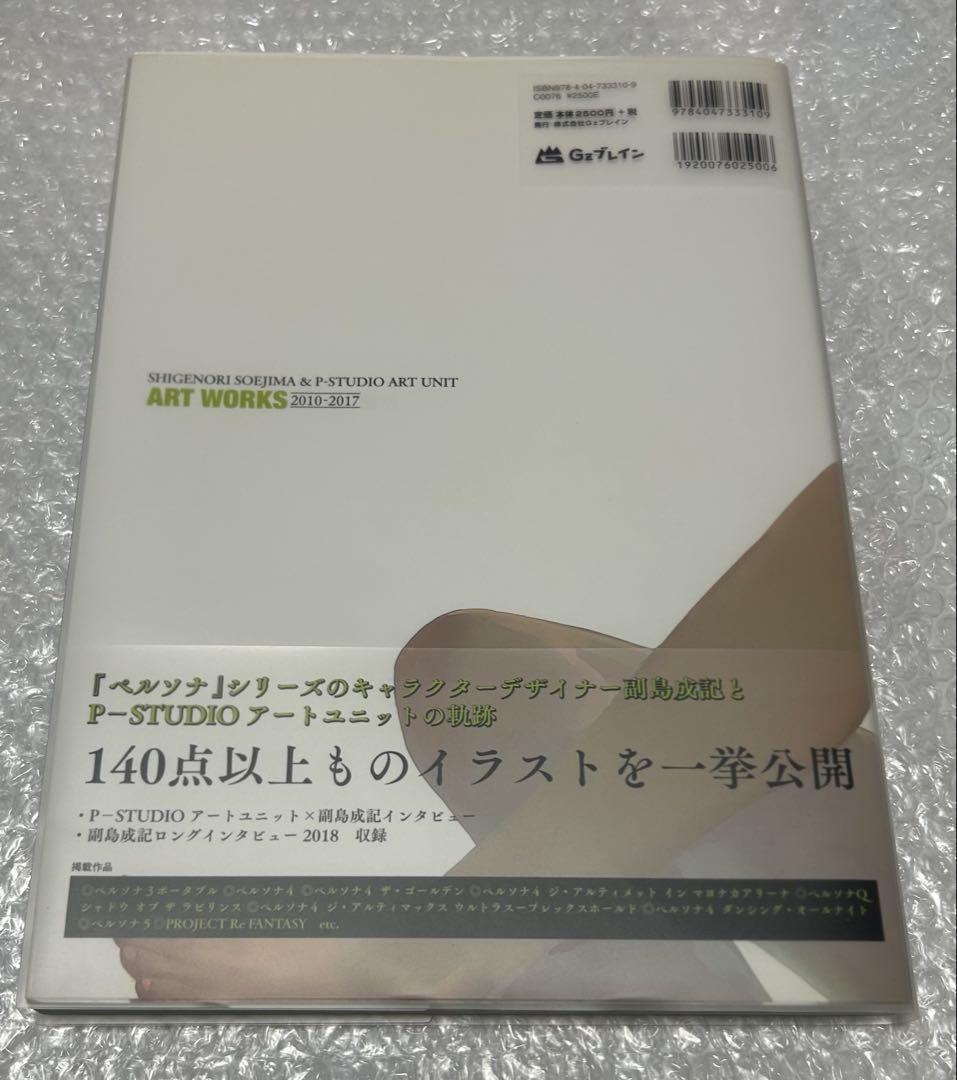 ISBN978-4-04-733310-9
C0076 ¥2500E
定価 本体2500円+税
発行 株式会社Gzブレイン
9784047333109
Gzブレイン
1920076025006
SHIGENORI SOEJIMA & P-STUDIO ART UNIT
ART WORKS 2010-2017
『ペルソナ』シリーズのキャラクターデザイナー副島成記と
P−STUDIO アートユニットの軌跡
140点以上ものイラストを一挙公開
・P−STUDIO アートユニット×副島成記インタビュー
・副島成記ロングインタビュー2018 収録
掲載作品
◎ペルソナ3ポータブル ◎ペルソナ4 ◎ペルソナ4 ザ・ゴールデン ◎ペルソナ4 ジ・アルティメット イン マヨナカアリーナ ◎ペルソナQ
シャドウ オブ ザ ラビリンス ◎ペルソナ4 ジ・アルティマックス ウルトラスープレックスホールド ◎ペルソナ4 ダンシング・オールナイト
◎ペルソナ5 ◎PROJECT Re FANTASY etc.